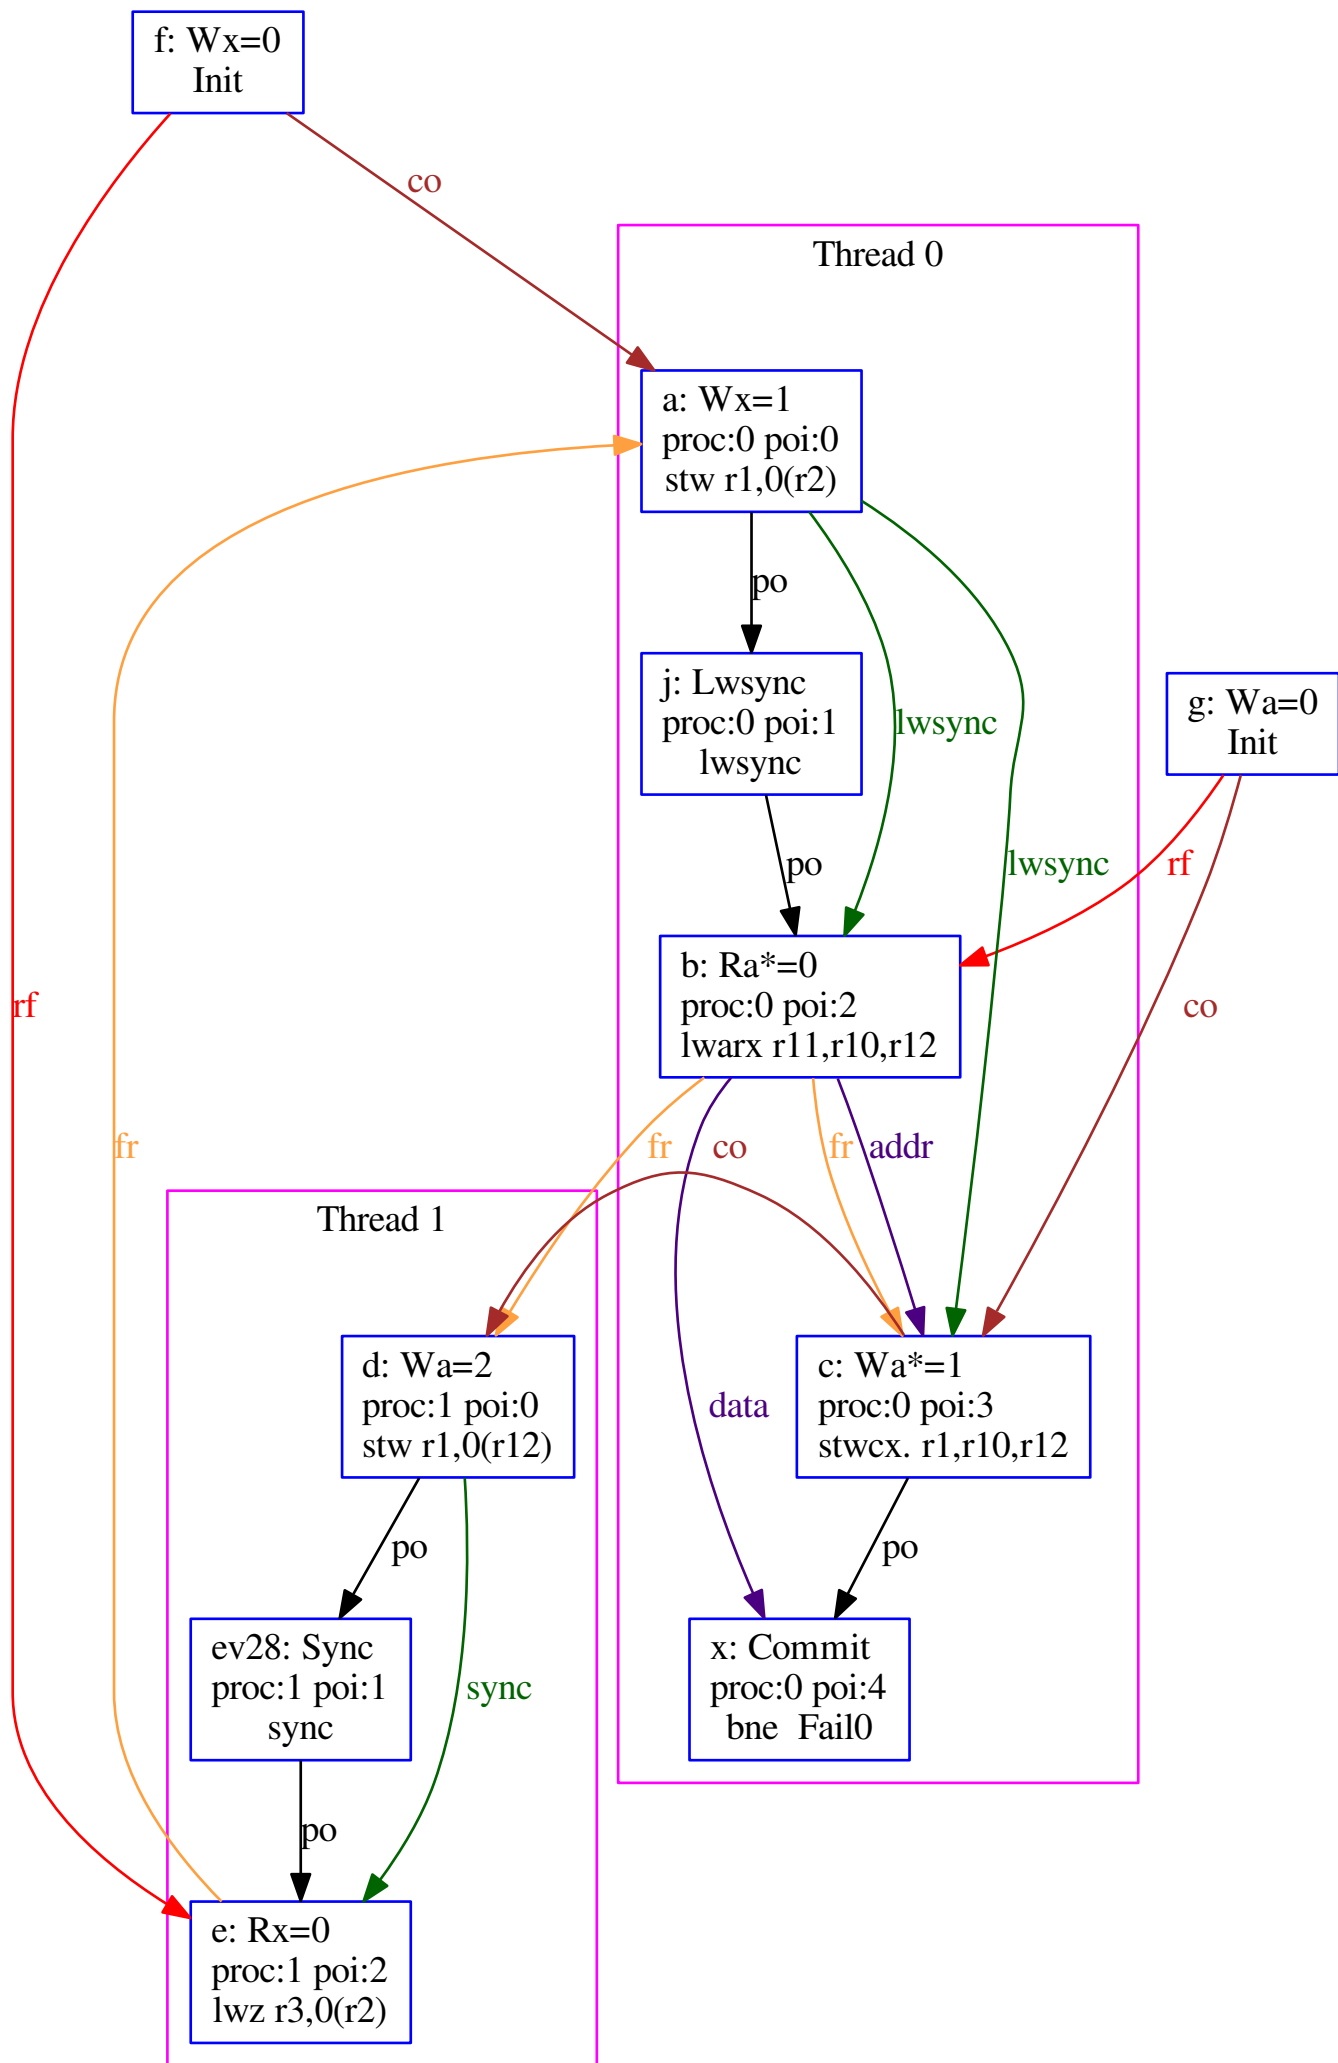 f: Wx=0
Init
co
Thread 0
a: Wx=1
proc:0 poi:0
stw r1,0(r2)
po
j: Lwsync
proc:0 poi:1
lwsync
lwsync
g: Wa=0
Init
po
lwsync
rf
b: Ra*=0
proc:0 poi:2
lwarx r11,r10,r12
rf
co
fr
fr
co
fr
addr
Thread 1
d: Wa=2
proc:1 poi:0
stw r1,0(r12)
data
c: Wa*=1
proc:0 poi:3
stwcx. r1,r10,r12
po
po
ev28: Sync
proc:1 poi:1
sync
sync
x: Commit
proc:0 poi:4
bne  Fail0
po
e: Rx=0
proc:1 poi:2
lwz r3,0(r2)